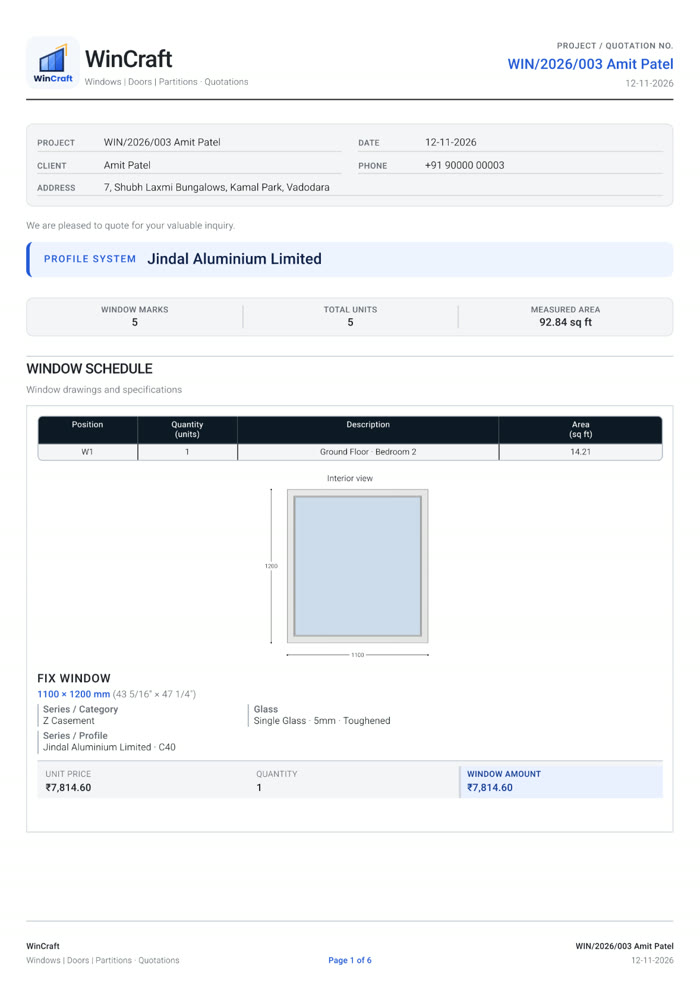 WinCraft
WinCraft
Windows | Doors | Partitions · Quotations
PROJECT / QUOTATION NO.
WIN/2026/003 Amit Patel
12-11-2026
PROJECT WIN/2026/003 Amit Patel DATE 12-11-2026
CLIENT Amit Patel PHONE +91 90000 00003
ADDRESS 7, Shubh Laxmi Bungalows, Kamal Park, Vadodara
We are pleased to quote for your valuable inquiry.
PROFILE SYSTEM Jindal Aluminium Limited
WINDOW MARKS TOTAL UNITS MEASURED AREA
5 5 92.84 sq ft
WINDOW SCHEDULE
Window drawings and specifications
Position Quantity Description Area
(units) (sq ft)
W1 1 Ground Floor · Bedroom 2 14.21
Interior view
1200
1100
FIX WINDOW
1100 × 1200 mm (43 5/16" × 47 1/4")
Series / Category Glass
Z Casement Single Glass · 5mm · Toughened
Series / Profile
Jindal Aluminium Limited · C40
UNIT PRICE QUANTITY WINDOW AMOUNT
₹7,814.60 1 ₹7,814.60
WinCraft WIN/2026/003 Amit Patel
Windows | Doors | Partitions · Quotations Page 1 of 6 12-11-2026